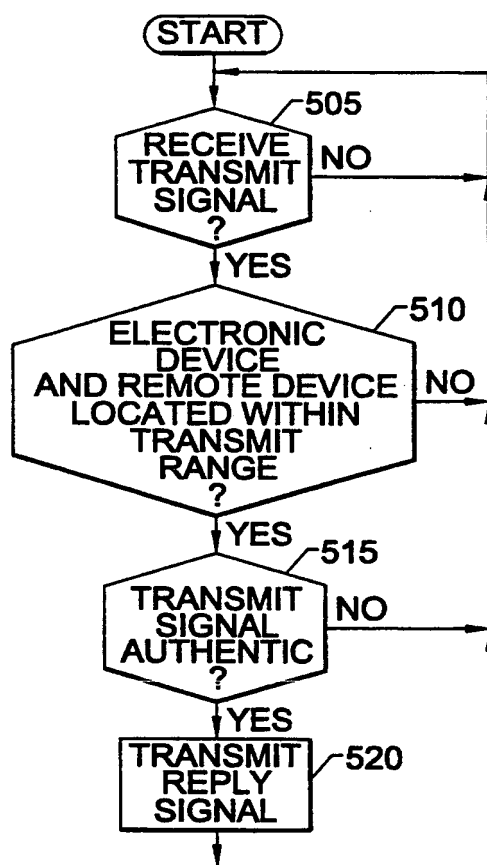 START
505
RECEIVE
TRANSMIT
SIGNAL
?
NO
YES
510
ELECTRONIC
DEVICE
AND REMOTE DEVICE
LOCATED WITHIN
TRANSMIT
RANGE
?
NO
YES
515
TRANSMIT
SIGNAL
AUTHENTIC
?
NO
YES
520
TRANSMIT
REPLY
SIGNAL